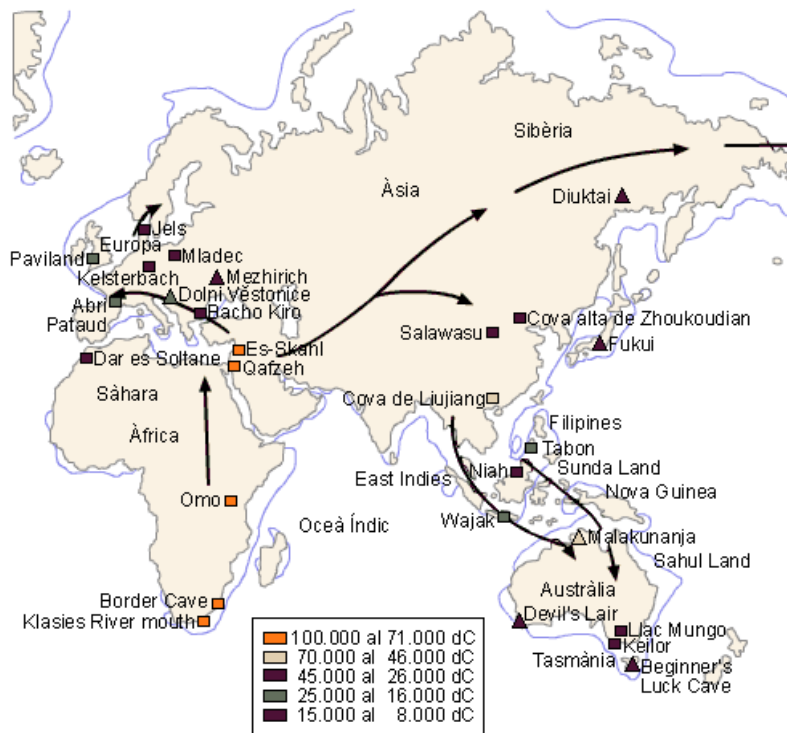 Sibèria
Àsia
Diuktai
Jels
Europa
Paviland
Mladec
Kelsterbach
Mezhirich
Dolni Vĕstonice
Abri
Pataud
Bacho Kiro
Cova alta de Zhoukoudian
Salawasu
Fukui
Es-Skahl
Dar es Soltane
Qafzeh
Sàhara
Cova de Liujiang
Àfrica
Filipines
Tabon
East Indies
Niah
Sunda Land
Nova Guinea
Omo
Oceà Índic
Wajak
Malakunanja
Sahul Land
Austràlia
Border Cave
Devil's Lair
Klasies River mouth
Llac Mungo
Keilor
Tasmània
Beginner's
Luck Cave
100.000 al 71.000 dC
70.000 al 46.000 dC
45.000 al 26.000 dC
25.000 al 16.000 dC
15.000 al 8.000 dC